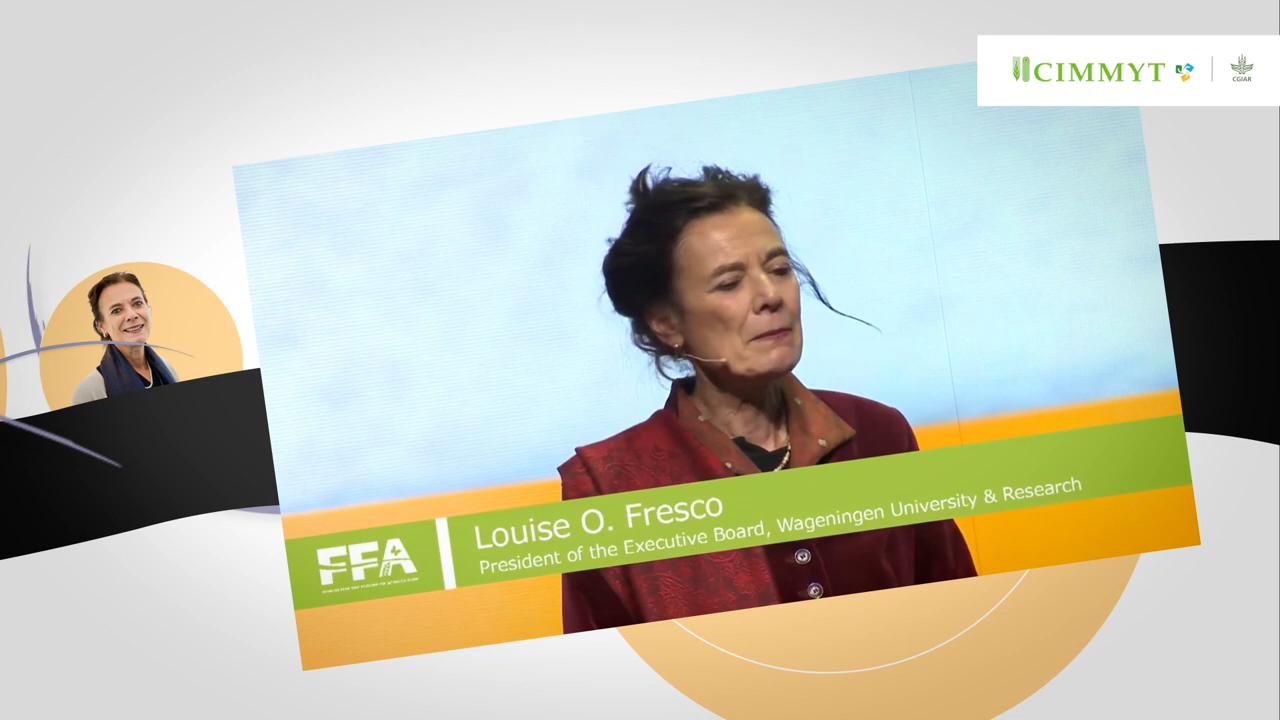 CIMMYT
CGIAR
FFA
Louise O. Fresco
President of the Executive Board, Wageningen University & Research